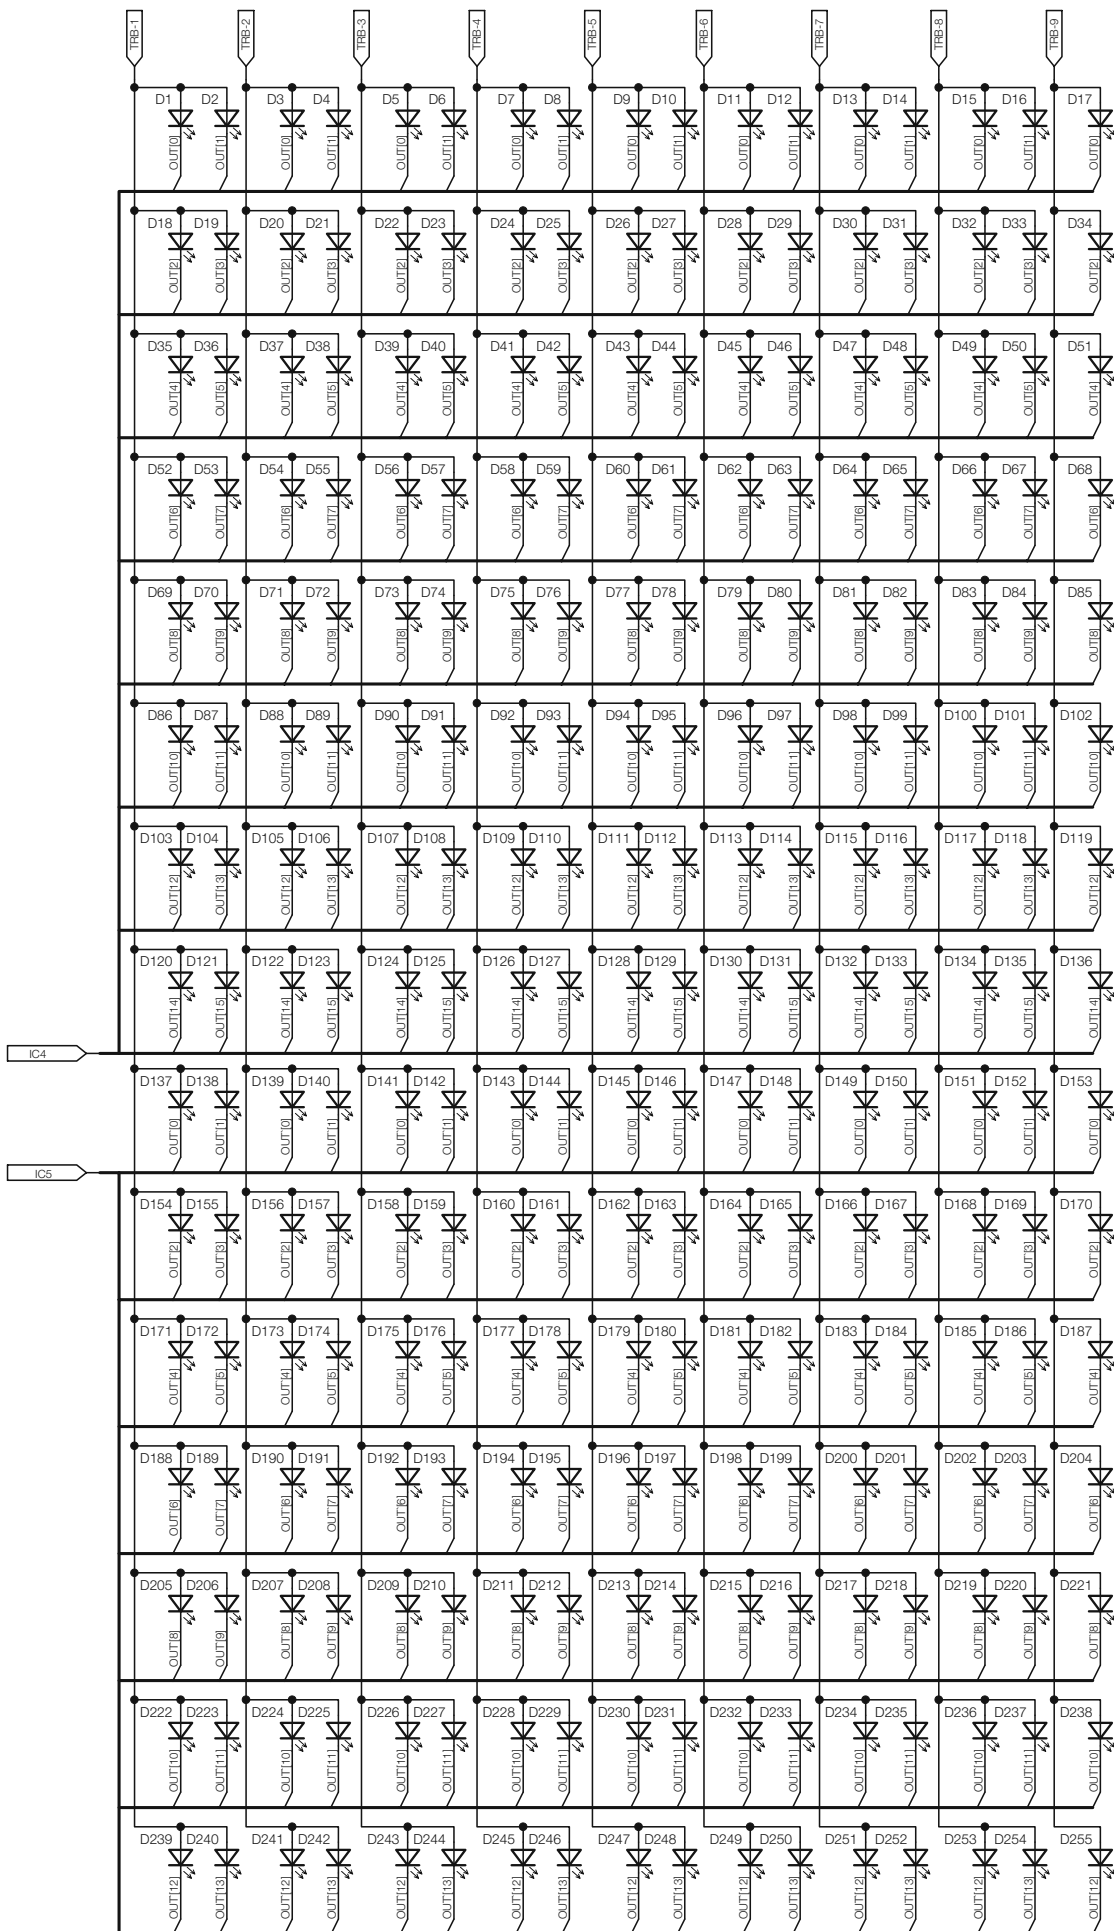 TRB-1 TRB-2 TRB-3 TRB-4 TRB-5 TRB-6 TRB-7 TRB-8 TRB-9
D1 D2 D3 D4 D5 D6 D7 D8 D9 D10 D11 D12 D13 D14 D15 D16 D17
OUT[0] OUT[1] OUT[0] OUT[1] OUT[0] OUT[1] OUT[0] OUT[1] OUT[0] OUT[1] OUT[0] OUT[1] OUT[0] OUT[1] OUT[0] OUT[1] OUT[0]
D18 D19 D20 D21 D22 D23 D24 D25 D26 D27 D28 D29 D30 D31 D32 D33 D34
OUT[2] OUT[3] OUT[2] OUT[3] OUT[2] OUT[3] OUT[2] OUT[3] OUT[2] OUT[3] OUT[2] OUT[3] OUT[2] OUT[3] OUT[2] OUT[3] OUT[2]
D35 D36 D37 D38 D39 D40 D41 D42 D43 D44 D45 D46 D47 D48 D49 D50 D51
OUT[4] OUT[5] OUT[4] OUT[5] OUT[4] OUT[5] OUT[4] OUT[5] OUT[4] OUT[5] OUT[4] OUT[5] OUT[4] OUT[5] OUT[4] OUT[5] OUT[4]
D52 D53 D54 D55 D56 D57 D58 D59 D60 D61 D62 D63 D64 D65 D66 D67 D68
OUT[6] OUT[7] OUT[6] OUT[7] OUT[6] OUT[7] OUT[6] OUT[7] OUT[6] OUT[7] OUT[6] OUT[7] OUT[6] OUT[7] OUT[6] OUT[7] OUT[6]
D69 D70 D71 D72 D73 D74 D75 D76 D77 D78 D79 D80 D81 D82 D83 D84 D85
OUT[8] OUT[9] OUT[8] OUT[9] OUT[8] OUT[9] OUT[8] OUT[9] OUT[8] OUT[9] OUT[8] OUT[9] OUT[8] OUT[9] OUT[8] OUT[9] OUT[8]
D86 D87 D88 D89 D90 D91 D92 D93 D94 D95 D96 D97 D98 D99 D100 D101 D102
OUT[10] OUT[11] OUT[10] OUT[11] OUT[10] OUT[11] OUT[10] OUT[11] OUT[10] OUT[11] OUT[10] OUT[11] OUT[10] OUT[11] OUT[10] OUT[11] OUT[10]
D103 D104 D105 D106 D107 D108 D109 D110 D111 D112 D113 D114 D115 D116 D117 D118 D119
OUT[12] OUT[13] OUT[12] OUT[13] OUT[12] OUT[13] OUT[12] OUT[13] OUT[12] OUT[13] OUT[12] OUT[13] OUT[12] OUT[13] OUT[12] OUT[13] OUT[12]
D120 D121 D122 D123 D124 D125 D126 D127 D128 D129 D130 D131 D132 D133 D134 D135 D136
OUT[14] OUT[15] OUT[14] OUT[15] OUT[14] OUT[15] OUT[14] OUT[15] OUT[14] OUT[15] OUT[14] OUT[15] OUT[14] OUT[15] OUT[14] OUT[15] OUT[14]
IC4
D137 D138 D139 D140 D141 D142 D143 D144 D145 D146 D147 D148 D149 D150 D151 D152 D153
OUT[0] OUT[1] OUT[0] OUT[1] OUT[0] OUT[1] OUT[0] OUT[1] OUT[0] OUT[1] OUT[0] OUT[1] OUT[0] OUT[1] OUT[0] OUT[1] OUT[0]
IC5
D154 D155 D156 D157 D158 D159 D160 D161 D162 D163 D164 D165 D166 D167 D168 D169 D170
OUT[2] OUT[3] OUT[2] OUT[3] OUT[2] OUT[3] OUT[2] OUT[3] OUT[2] OUT[3] OUT[2] OUT[3] OUT[2] OUT[3] OUT[2] OUT[3] OUT[2]
D171 D172 D173 D174 D175 D176 D177 D178 D179 D180 D181 D182 D183 D184 D185 D186 D187
OUT[4] OUT[5] OUT[4] OUT[5] OUT[4] OUT[5] OUT[4] OUT[5] OUT[4] OUT[5] OUT[4] OUT[5] OUT[4] OUT[5] OUT[4] OUT[5] OUT[4]
D188 D189 D190 D191 D192 D193 D194 D195 D196 D197 D198 D199 D200 D201 D202 D203 D204
OUT[6] OUT[7] OUT[6] OUT[7] OUT[6] OUT[7] OUT[6] OUT[7] OUT[6] OUT[7] OUT[6] OUT[7] OUT[6] OUT[7] OUT[6] OUT[7] OUT[6]
D205 D206 D207 D208 D209 D210 D211 D212 D213 D214 D215 D216 D217 D218 D219 D220 D221
OUT[8] OUT[9] OUT[8] OUT[9] OUT[8] OUT[9] OUT[8] OUT[9] OUT[8] OUT[9] OUT[8] OUT[9] OUT[8] OUT[9] OUT[8] OUT[9] OUT[8]
D222 D223 D224 D225 D226 D227 D228 D229 D230 D231 D232 D233 D234 D235 D236 D237 D238
OUT[10] OUT[11] OUT[10] OUT[11] OUT[10] OUT[11] OUT[10] OUT[11] OUT[10] OUT[11] OUT[10] OUT[11] OUT[10] OUT[11] OUT[10] OUT[11] OUT[10]
D239 D240 D241 D242 D243 D244 D245 D246 D247 D248 D249 D250 D251 D252 D253 D254 D255
OUT[12] OUT[13] OUT[12] OUT[13] OUT[12] OUT[13] OUT[12] OUT[13] OUT[12] OUT[13] OUT[12] OUT[13] OUT[12] OUT[13] OUT[12] OUT[13] OUT[12]